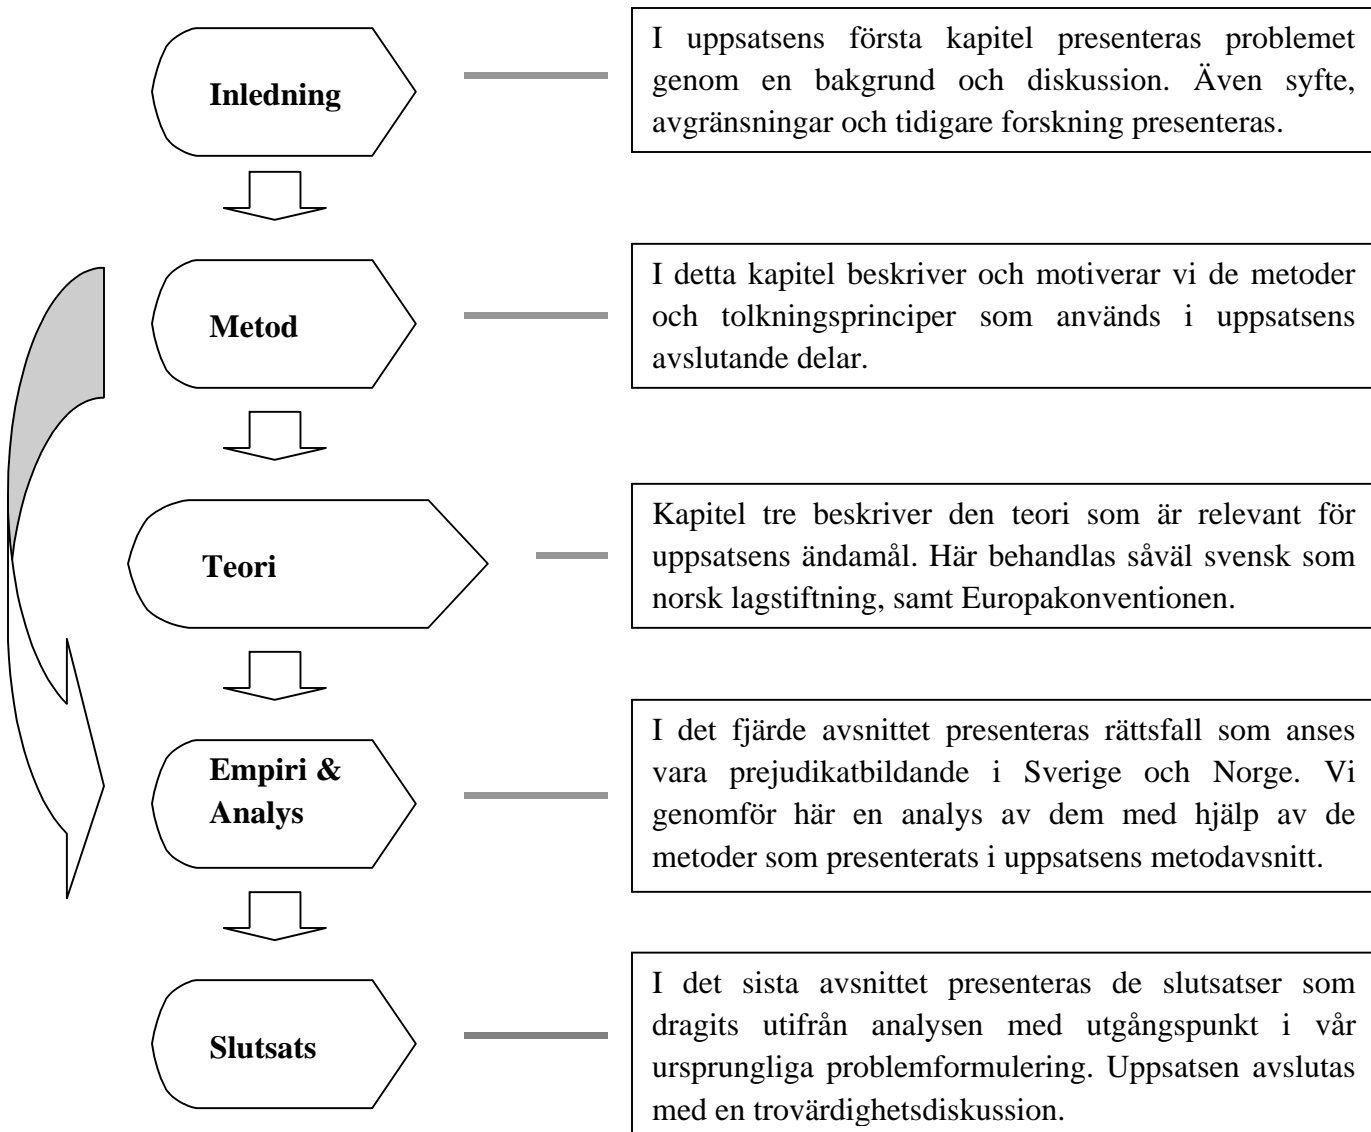 Inledning
I uppsatsens första kapitel presenteras problemet
genom en bakgrund och diskussion. Även syfte,
avgränsningar och tidigare forskning presenteras.
Metod
I detta kapitel beskriver och motiverar vi de metoder
och tolkningsprinciper som används i uppsatsens
avslutande delar.
Teori
Kapitel tre beskriver den teori som är relevant för
uppsatsens ändamål. Här behandlas såväl svensk som
norsk lagstiftning, samt Europakonventionen.
Empiri &
Analys
I det fjärde avsnittet presenteras rättsfall som anses
vara prejudikatbildande i Sverige och Norge. Vi
genomför här en analys av dem med hjälp av de
metoder som presenterats i uppsatsens metodavsnitt.
Slutsats
I det sista avsnittet presenteras de slutsatser som
dragits utifrån analysen med utgångspunkt i vår
ursprungliga problemformulering. Uppsatsen avslutas
med en trovärdighetsdiskussion.